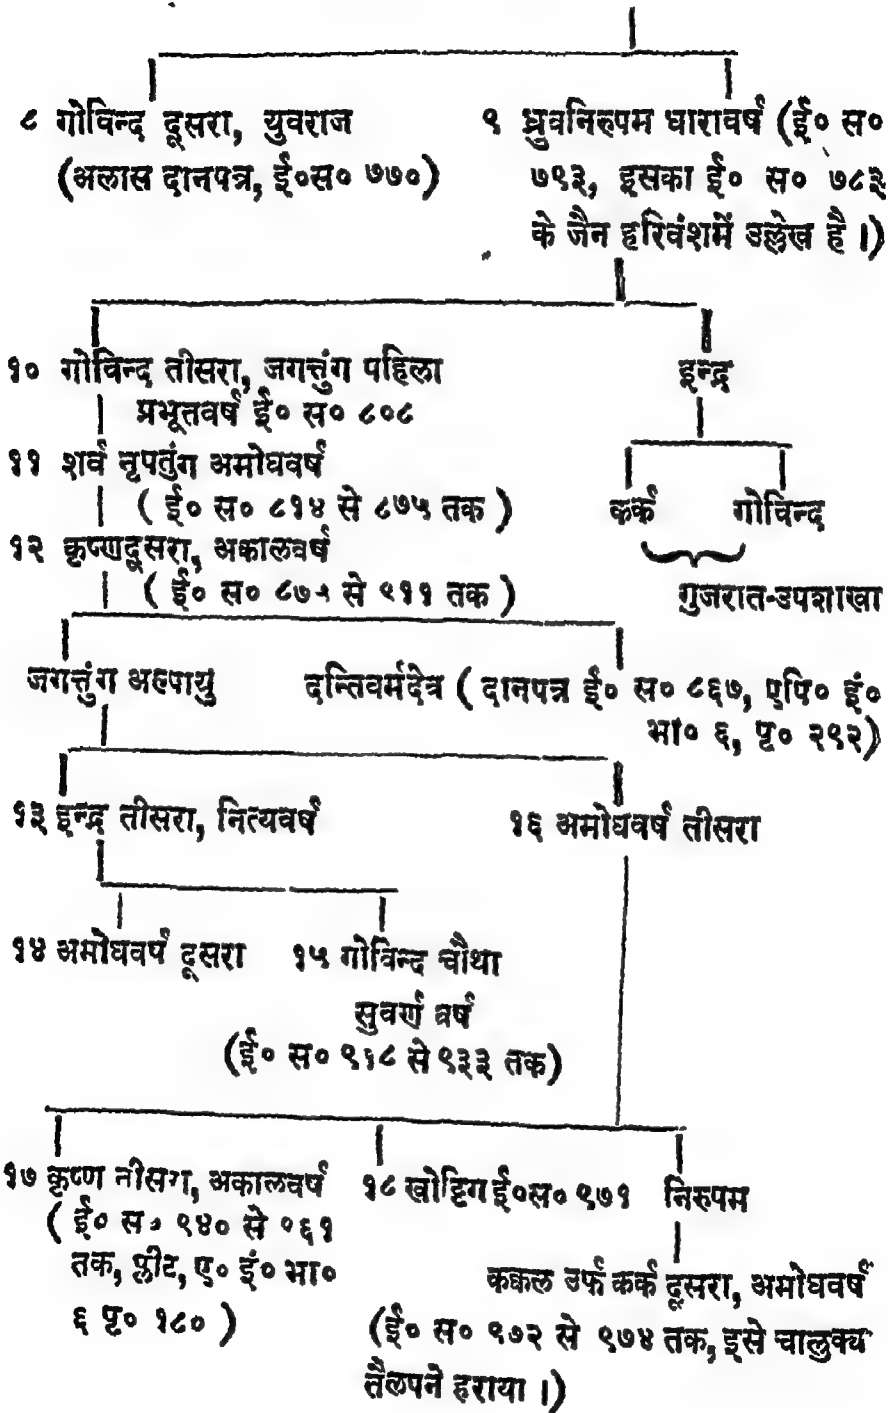 ८ गोविन्द दूसरा, युवराज
(अलास दानपत्र, ई०स० ७७०)
९ ध्रुवनिरुपम धारावर्ष (ई० स०
७९३, इसका ई० स० ७८३
के जैन हरिवंशमें उल्लेख है ।)
१० गोविन्द तीसरा, जगत्तुंग पहिला
प्रभूतवर्ष ई० स० ८०८
इन्द्र
११ शर्व नृपतुंग अमोघवर्ष
( ई० स० ८१४ से ८७५ तक )
कर्क गोविन्द
१२ कृष्णदूसरा, अकालवर्ष
( ई० स० से ९११ तक )
गुजरात-उपशाखा
जगत्तुंग अल्पायु
दन्तिवर्मदेव ( दानपत्र ई० स० ८६७, एपि० इं०
भा० ६, पृ० २९२)
१३ इन्द्र तीसरा, नित्यवर्ष
१६ अमोघवर्ष तीसरा
१४ अमोघवर्ष दूसरा
१५ गोविन्द चौथा
सुवर्ण वर्ष
(ई० स० ९१८ से ९३३ तक)
१७ कृष्ण तीसरा, अकालवर्ष
( ई० स० ९४० से ९६१
तक, फ्लीट, ए० इं० भा०
६ पृ० १८० )
१८ खोट्टिग ई०स० ९७१
निरुपम
कक्कल उर्फ कर्क दूसरा, अमोघवर्ष
(ई० स० ९७२ से ९७४ तक, इसे चालुक्य
तैलपने हराया ।)